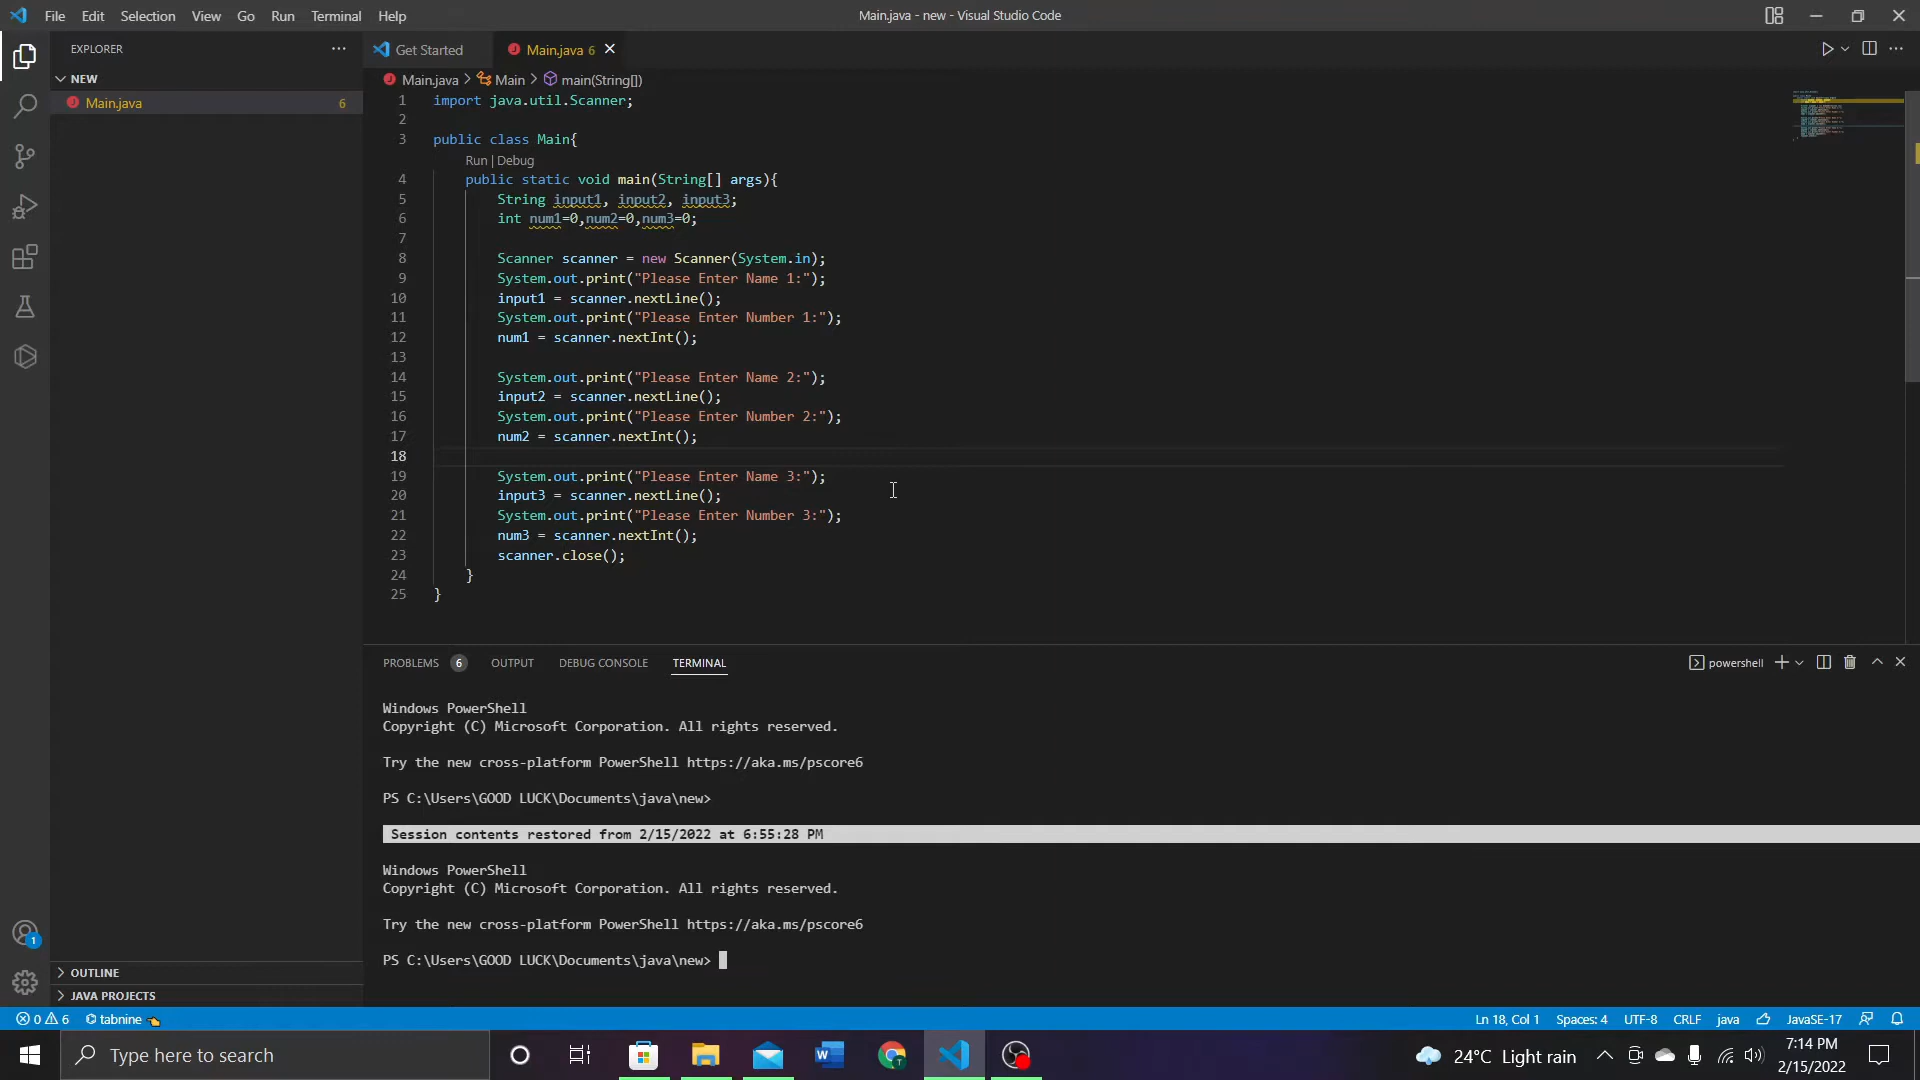 File Edit Selection View Go Run Terminal Help
Main.java - new - Visual Studio Code
EXPLORER
NEW
Main.java 6
Get Started
Main.java 6
Main.java > Main > main(String[])
1 import java.util.Scanner;
2
3 public class Main{
Run | Debug
4 public static void main(String[] args){
5 String input1, input2, input3;
6 int num1=0,num2=0,num3=0;
7
8 Scanner scanner = new Scanner(System.in);
9 System.out.print("Please Enter Name 1:");
10 input1 = scanner.nextLine();
11 System.out.print("Please Enter Number 1:");
12 num1 = scanner.nextInt();
13
14 System.out.print("Please Enter Name 2:");
15 input2 = scanner.nextLine();
16 System.out.print("Please Enter Number 2:");
17 num2 = scanner.nextInt();
18
19 System.out.print("Please Enter Name 3:");
20 input3 = scanner.nextLine();
21 System.out.print("Please Enter Number 3:");
22 num3 = scanner.nextInt();
23 scanner.close();
24 }
25 }
PROBLEMS 6 OUTPUT DEBUG CONSOLE TERMINAL
powershell
Windows PowerShell
Copyright (C) Microsoft Corporation. All rights reserved.
Try the new cross-platform PowerShell https://aka.ms/pscore6
PS C:\Users\GOOD LUCK\Documents\java\new>
Session contents restored from 2/15/2022 at 6:55:28 PM
Windows PowerShell
Copyright (C) Microsoft Corporation. All rights reserved.
Try the new cross-platform PowerShell https://aka.ms/pscore6
PS C:\Users\GOOD LUCK\Documents\java\new>
OUTLINE
JAVA PROJECTS
1
0 6 tabnine
Ln 18, Col 1 Spaces: 4 UTF-8 CRLF java JavaSE-17
Type here to search
24°C Light rain
7:14 PM
2/15/2022